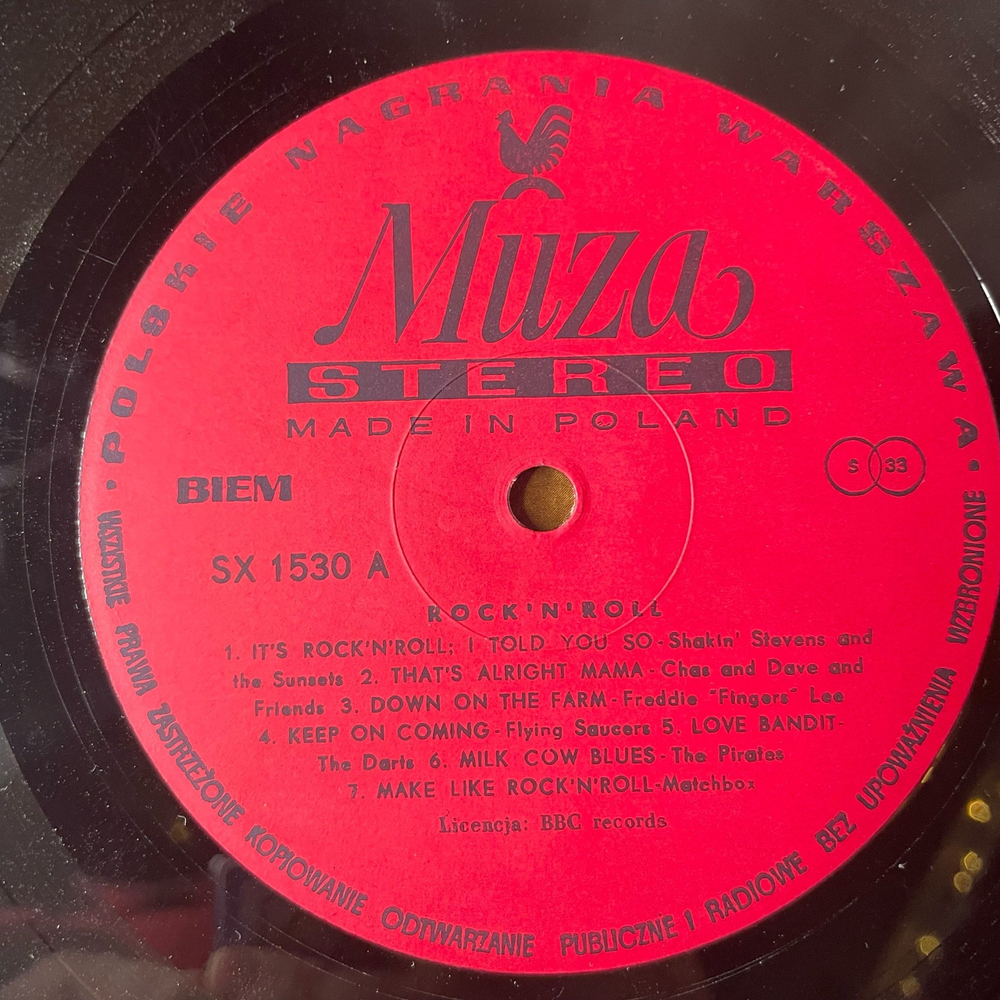 • POLSKIE NAGRANIA WARSZAWA •
Muza
STEREO
MADE IN POLAND
BIEM
S 33
SX 1530 A
ROCK'N'ROLL
1. IT'S ROCK'N'ROLL; I TOLD YOU SO-Shakin' Stevens and
the Sunsets 2. THAT'S ALRIGHT MAMA-Chas and Dave and
Friends 3. DOWN ON THE FARM-Freddie "Fingers" Lee
4. KEEP ON COMING-Flying Saucers 5. LOVE BANDIT-
The Darts 6. MILK COW BLUES-The Pirates
7. MAKE LIKE ROCK'N'ROLL-Matchbox
Licencja: BBC records
WSZYSTKIE PRAWA ZASTRZEŻONE KOPIOWANIE ODTWARZANIE PUBLICZNE I RADIOWE BEZ UPOWAŻNIENIA WZBRONIONE